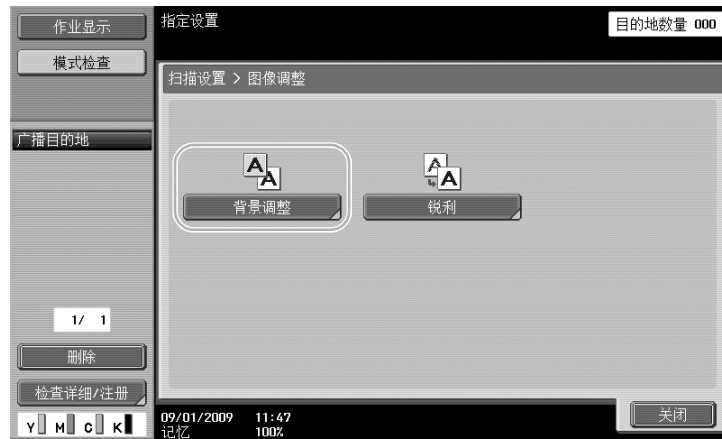 作业显示
指定设置
目的地数量 000
模式检查
扫描设置 > 图像调整
广播目的地
A A
A A
背景调整
锐利
1/ 1
删除
检查详细/注册
Y M C K
09/01/2009 11:47
记忆 100%
关闭